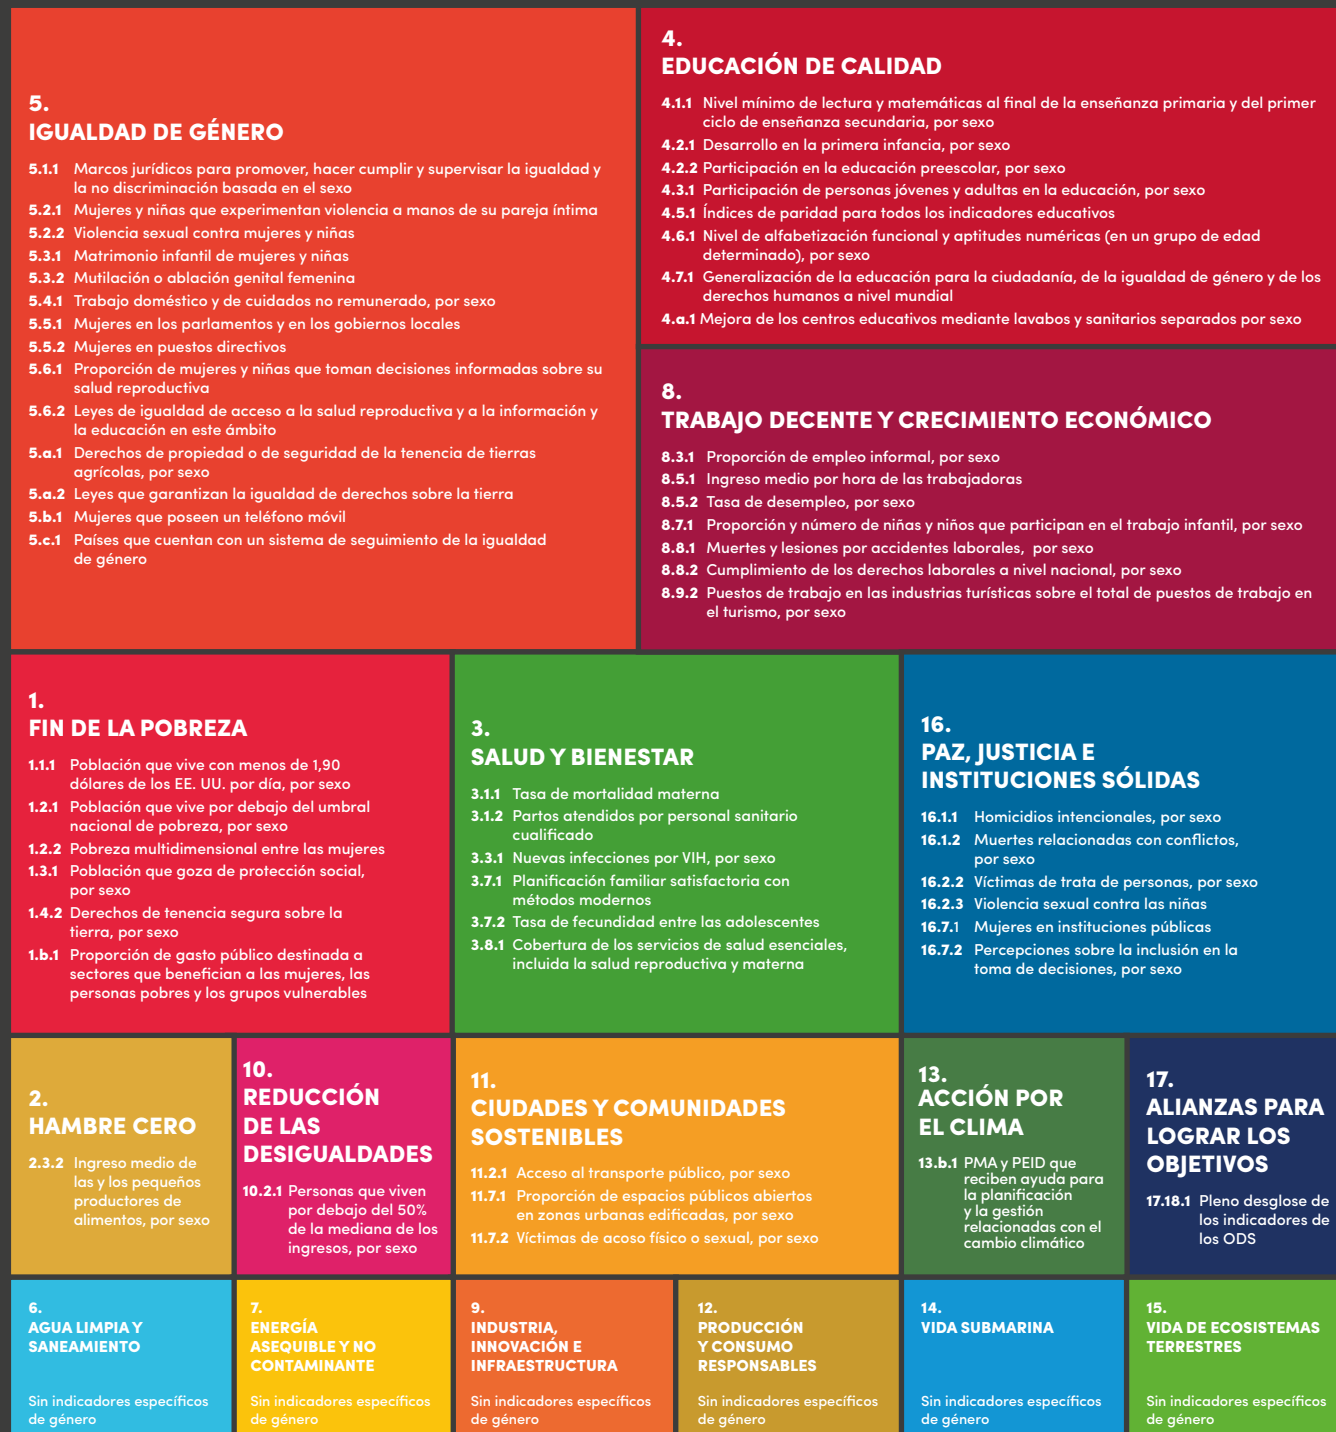 5.
IGUALDAD DE GÉNERO
5.1.1 Marcos jurídicos para promover, hacer cumplir y supervisar la igualdad y
la no discriminación basada en el sexo
5.2.1 Mujeres y niñas que experimentan violencia a manos de su pareja íntima
5.2.2 Violencia sexual contra mujeres y niñas
5.3.1 Matrimonio infantil de mujeres y niñas
5.3.2 Mutilación o ablación genital femenina
5.4.1 Trabajo doméstico y de cuidados no remunerado, por sexo
5.5.1 Mujeres en los parlamentos y en los gobiernos locales
5.5.2 Mujeres en puestos directivos
5.6.1 Proporción de mujeres y niñas que toman decisiones informadas sobre su
salud reproductiva
5.6.2 Leyes de igualdad de acceso a la salud reproductiva y a la información y
la educación en este ámbito
5.a.1 Derechos de propiedad o de seguridad de la tenencia de tierras
agrícolas, por sexo
5.a.2 Leyes que garantizan la igualdad de derechos sobre la tierra
5.b.1 Mujeres que poseen un teléfono móvil
5.c.1 Países que cuentan con un sistema de seguimiento de la igualdad
de género
4.
EDUCACIÓN DE CALIDAD
4.1.1 Nivel mínimo de lectura y matemáticas al final de la enseñanza primaria y del primer
ciclo de enseñanza secundaria, por sexo
4.2.1 Desarrollo en la primera infancia, por sexo
4.2.2 Participación en la educación preescolar, por sexo
4.3.1 Participación de personas jóvenes y adultas en la educación, por sexo
4.5.1 Índices de paridad para todos los indicadores educativos
4.6.1 Nivel de alfabetización funcional y aptitudes numéricas (en un grupo de edad
determinado), por sexo
4.7.1 Generalización de la educación para la ciudadanía, de la igualdad de género y de los
derechos humanos a nivel mundial
4.a.1 Mejora de los centros educativos mediante lavabos y sanitarios separados por sexo
8.
TRABAJO DECENTE Y CRECIMIENTO ECONÓMICO
8.3.1 Proporción de empleo informal, por sexo
8.5.1 Ingreso medio por hora de las trabajadoras
8.5.2 Tasa de desempleo, por sexo
8.7.1 Proporción y número de niñas y niños que participan en el trabajo infantil, por sexo
8.8.1 Muertes y lesiones por accidentes laborales, por sexo
8.8.2 Cumplimiento de los derechos laborales a nivel nacional, por sexo
8.9.2 Puestos de trabajo en las industrias turísticas sobre el total de puestos de trabajo en
el turismo, por sexo
1.
FIN DE LA POBREZA
1.1.1 Población que vive con menos de 1,90
dólares de los EE. UU. por día, por sexo
1.2.1 Población que vive por debajo del umbral
nacional de pobreza, por sexo
1.2.2 Pobreza multidimensional entre las mujeres
1.3.1 Población que goza de protección social,
por sexo
1.4.2 Derechos de tenencia segura sobre la
tierra, por sexo
1.b.1 Proporción de gasto público destinada a
sectores que benefician a las mujeres, las
personas pobres y los grupos vulnerables
3.
SALUD Y BIENESTAR
3.1.1 Tasa de mortalidad materna
3.1.2 Partos atendidos por personal sanitario
cualificado
3.3.1 Nuevas infecciones por VIH, por sexo
3.7.1 Planificación familiar satisfactoria con
métodos modernos
3.7.2 Tasa de fecundidad entre las adolescentes
3.8.1 Cobertura de los servicios de salud esenciales,
incluida la salud reproductiva y materna
16.
PAZ, JUSTICIA E
INSTITUCIONES SÓLIDAS
16.1.1 Homicidios intencionales, por sexo
16.1.2 Muertes relacionadas con conflictos,
por sexo
16.2.2 Víctimas de trata de personas, por sexo
16.2.3 Violencia sexual contra las niñas
16.7.1 Mujeres en instituciones públicas
16.7.2 Percepciones sobre la inclusión en la
toma de decisiones, por sexo
2.
HAMBRE CERO
2.3.2 Ingreso medio de
las y los pequeños
productores de
alimentos, por sexo
10.
REDUCCIÓN
DE LAS
DESIGUALDADES
10.2.1 Personas que viven
por debajo del 50%
de la mediana de los
ingresos, por sexo
11.
CIUDADES Y COMUNIDADES
SOSTENIBLES
11.2.1 Acceso al transporte público, por sexo
11.7.1 Proporción de espacios públicos abiertos
en zonas urbanas edificadas, por sexo
11.7.2 Víctimas de acoso físico o sexual, por sexo
13.
ACCIÓN POR
EL CLIMA
13.b.1 PMA y PEID que
reciben ayuda para
la planificación
y la gestión
relacionadas con el
cambio climático
17.
ALIANZAS PARA
LOGRAR LOS
OBJETIVOS
17.18.1 Pleno desglose de
los indicadores de
los ODS
6.
AGUA LIMPIA Y
SANEAMIENTO
Sin indicadores específicos
de género
7.
ENERGÍA
ASEQUIBLE Y NO
CONTAMINANTE
Sin indicadores específicos
de género
9.
INDUSTRIA,
INNOVACIÓN E
INFRAESTRUCTURA
Sin indicadores específicos
de género
12.
PRODUCCIÓN
Y CONSUMO
RESPONSABLES
Sin indicadores específicos
de género
14.
VIDA SUBMARINA
Sin indicadores específicos
de género
15.
VIDA DE ECOSISTEMAS
TERRESTRES
Sin indicadores específicos
de género